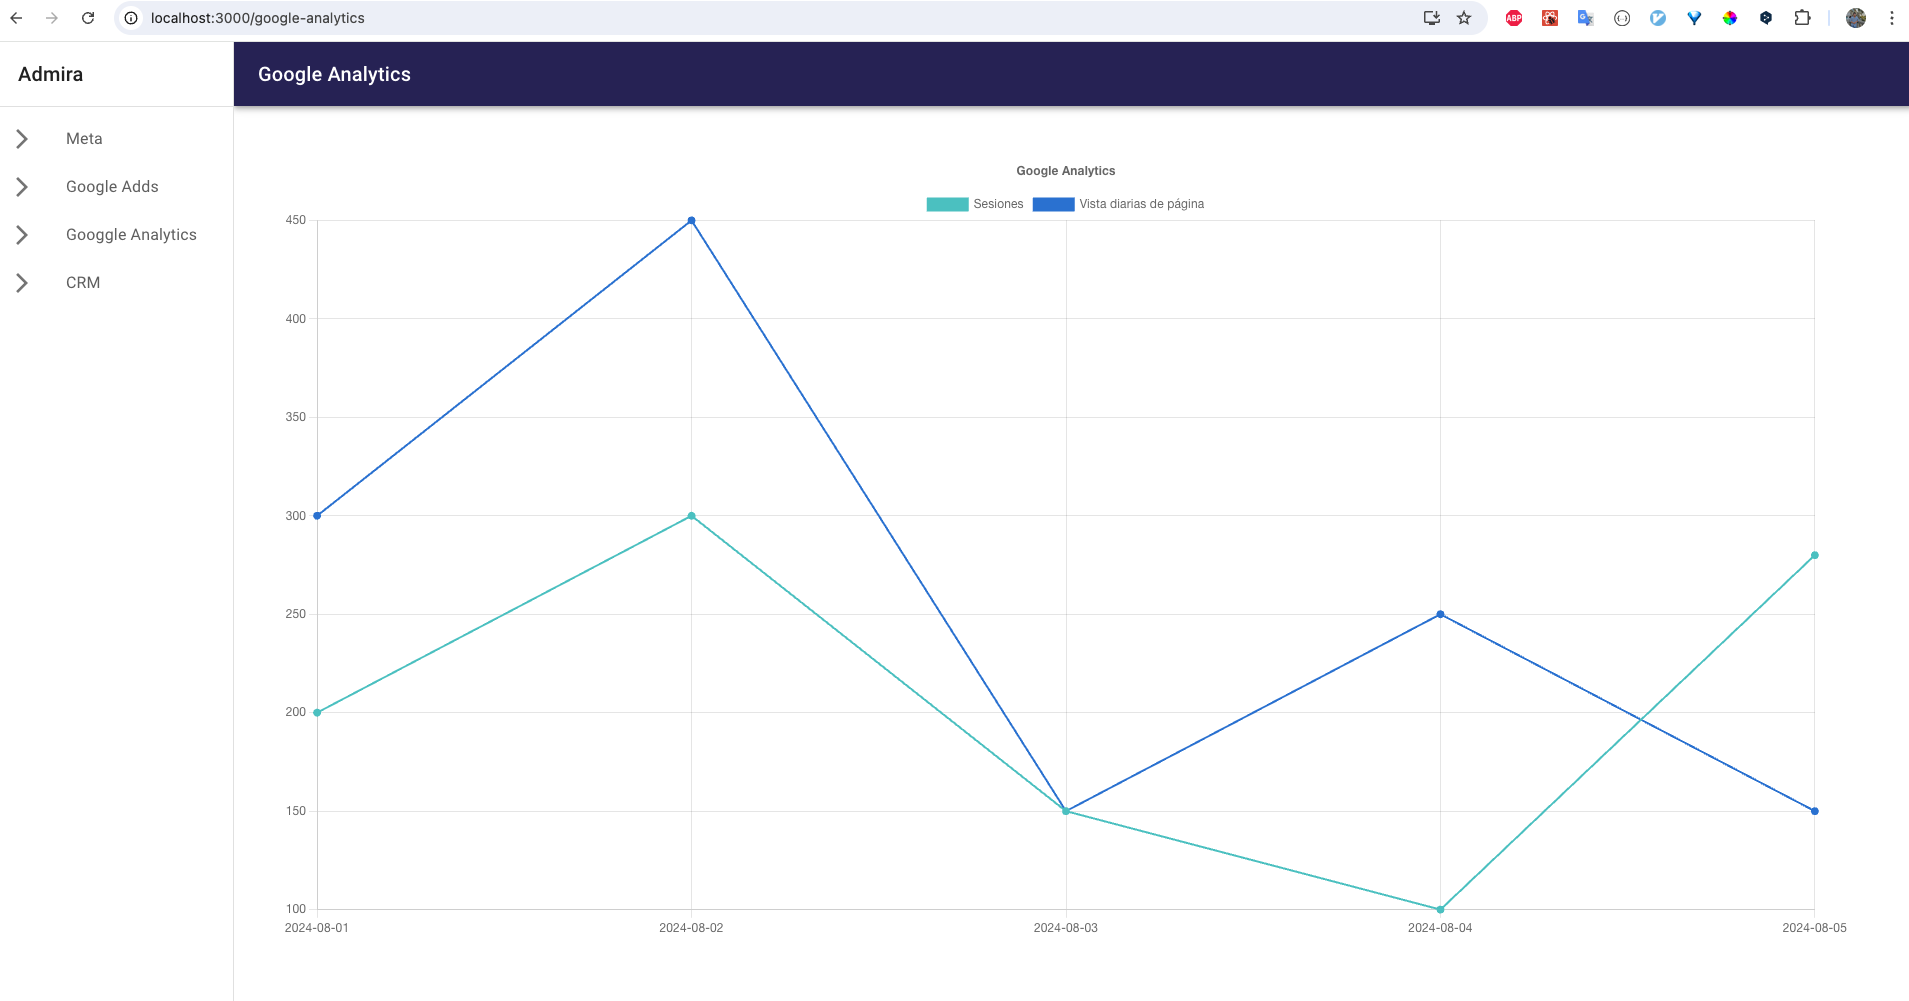 localhost:3000/google-analytics
ABP
Admira
Google Analytics
Meta
Google Adds
Googgle Analytics
CRM
Google Analytics
Sesiones
Vista diarias de página
450
400
350
300
250
200
150
100
2024-08-01
2024-08-02
2024-08-03
2024-08-04
2024-08-05